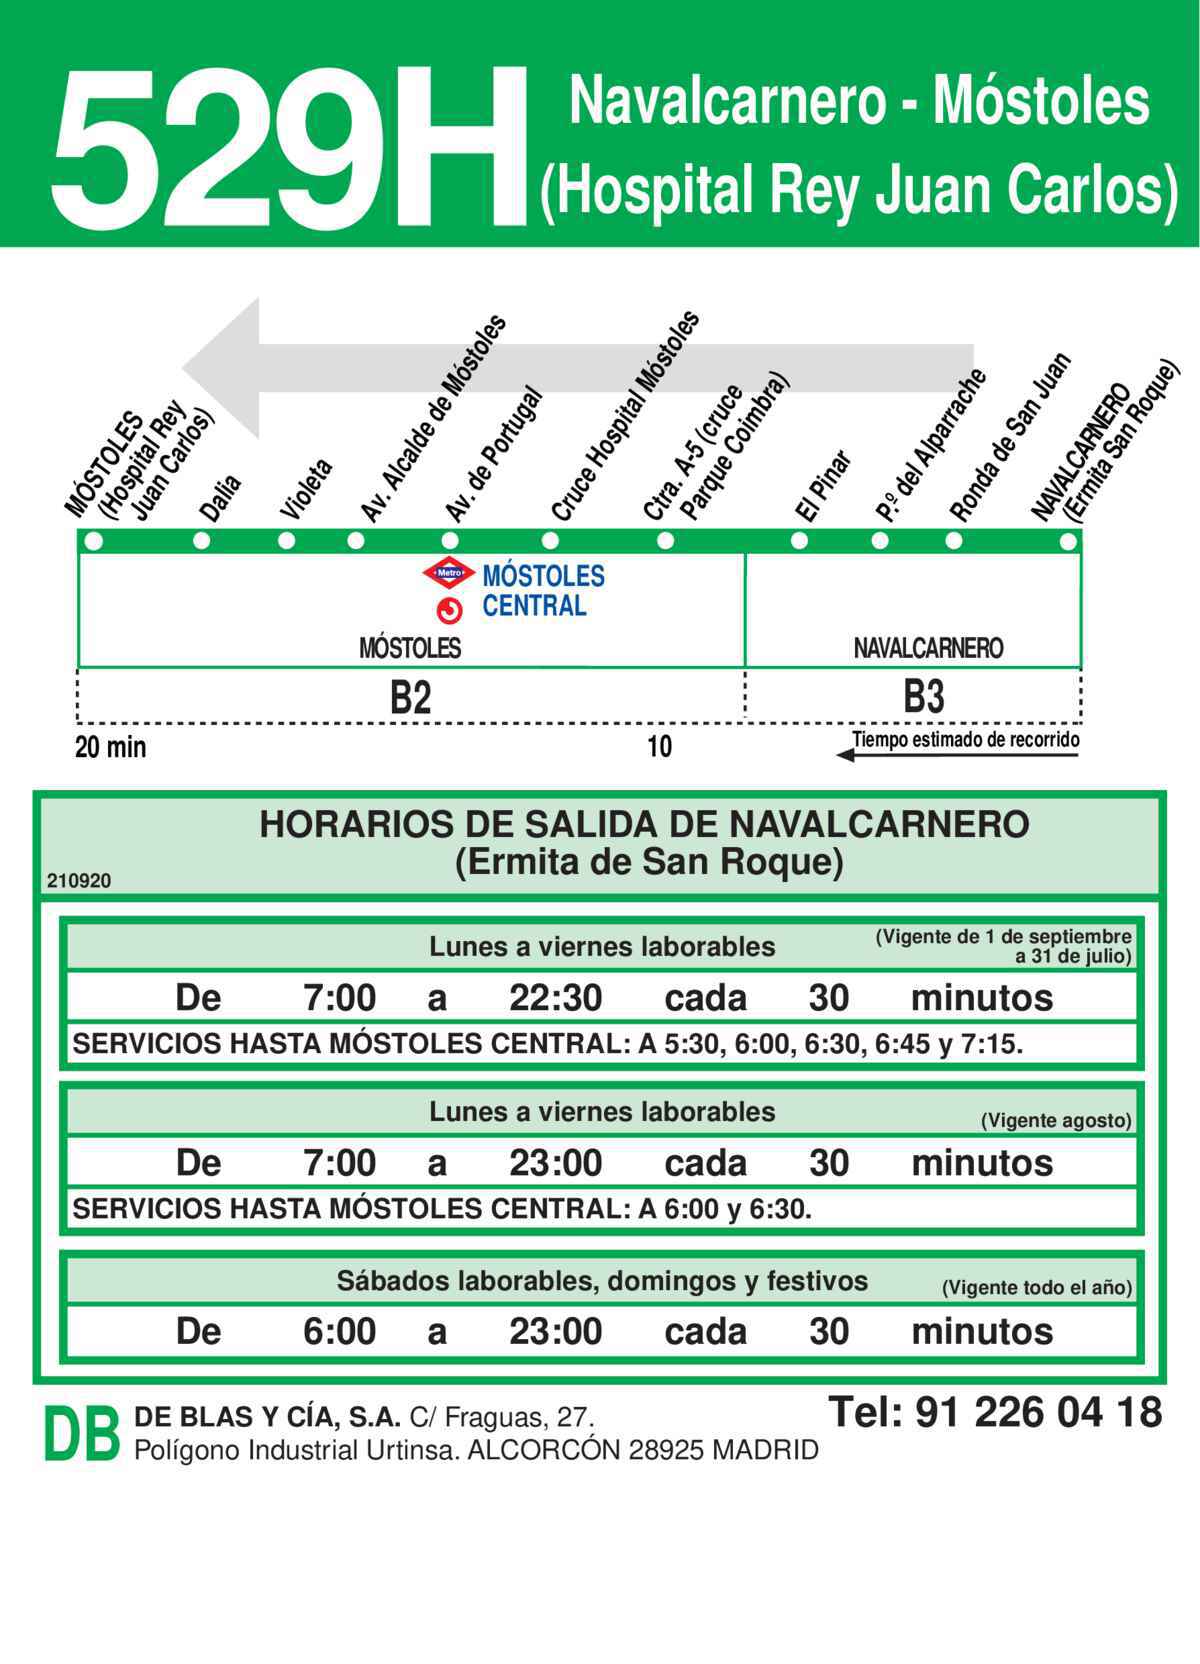 529H
Navalcarnero - Móstoles
(Hospital Rey Juan Carlos)
MÓSTOLES
(Hospital Rey
Juan Carlos)
Dalia
Violeta
Av. Alcalde de Móstoles
Av. de Portugal
Cruce Hospital Móstoles
Ctra. A-5 (cruce
Parque Coimbra)
El Pinar
P.º del Alparrache
Ronda de San Juan
NAVALCARNERO
(Ermita San Roque)
Metro
MÓSTOLES
CENTRAL
MÓSTOLES
NAVALCARNERO
B2
B3
20 min
10
Tiempo estimado de recorrido
HORARIOS DE SALIDA DE NAVALCARNERO
(Ermita de San Roque)
210920
Lunes a viernes laborables
(Vigente de 1 de septiembre
a 31 de julio)
De 7:00 a 22:30 cada 30 minutos
SERVICIOS HASTA MÓSTOLES CENTRAL: A 5:30, 6:00, 6:30, 6:45 y 7:15.
Lunes a viernes laborables
(Vigente agosto)
De 7:00 a 23:00 cada 30 minutos
SERVICIOS HASTA MÓSTOLES CENTRAL: A 6:00 y 6:30.
Sábados laborables, domingos y festivos
(Vigente todo el año)
De 6:00 a 23:00 cada 30 minutos
DB
DE BLAS Y CÍA, S.A. C/ Fraguas, 27.
Polígono Industrial Urtinsa. ALCORCÓN 28925 MADRID
Tel: 91 226 04 18